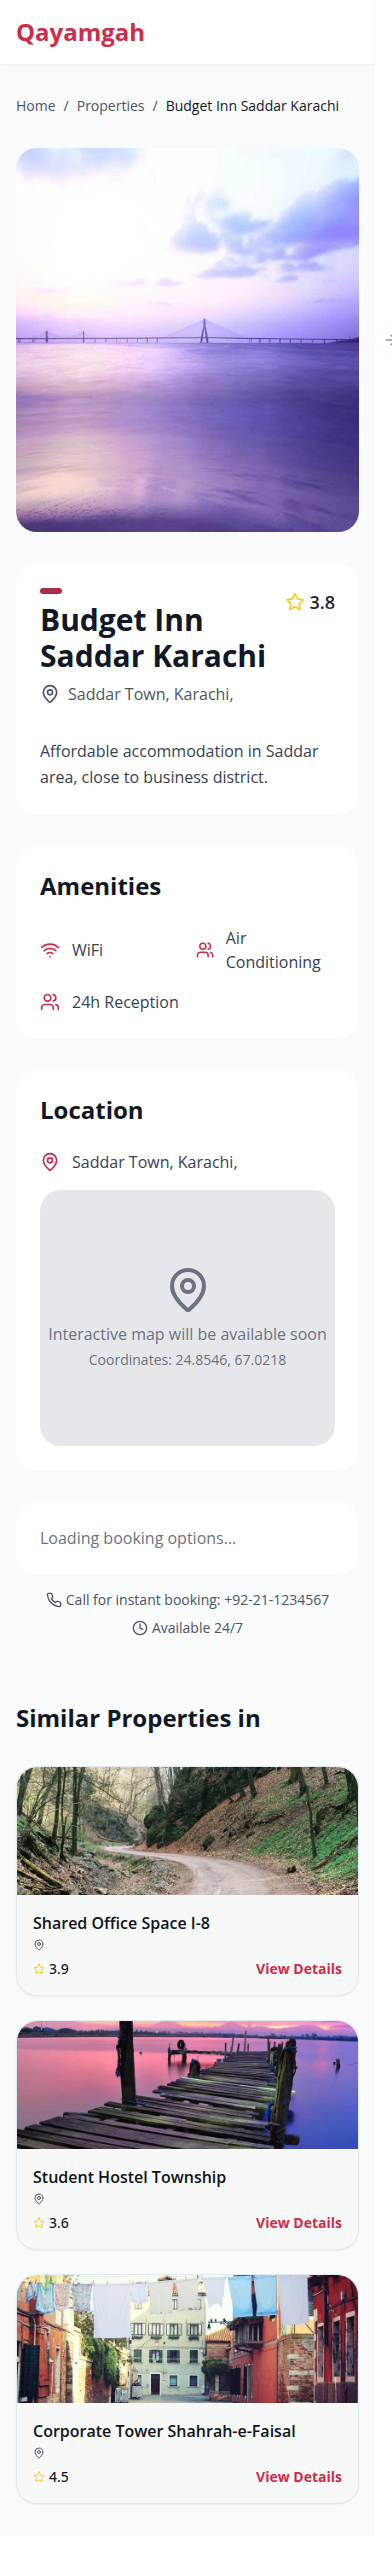 Qayamgah
Home / Properties / Budget Inn Saddar Karachi
Budget Inn
Saddar Karachi
3.8
Saddar Town, Karachi,
Affordable accommodation in Saddar
area, close to business district.
Amenities
WiFi
Air
Conditioning
24h Reception
Location
Saddar Town, Karachi,
Interactive map will be available soon
Coordinates: 24.8546, 67.0218
Loading booking options...
Call for instant booking: +92-21-1234567
Available 24/7
Similar Properties in
Shared Office Space I-8
3.9
View Details
Student Hostel Township
3.6
View Details
Corporate Tower Shahrah-e-Faisal
4.5
View Details